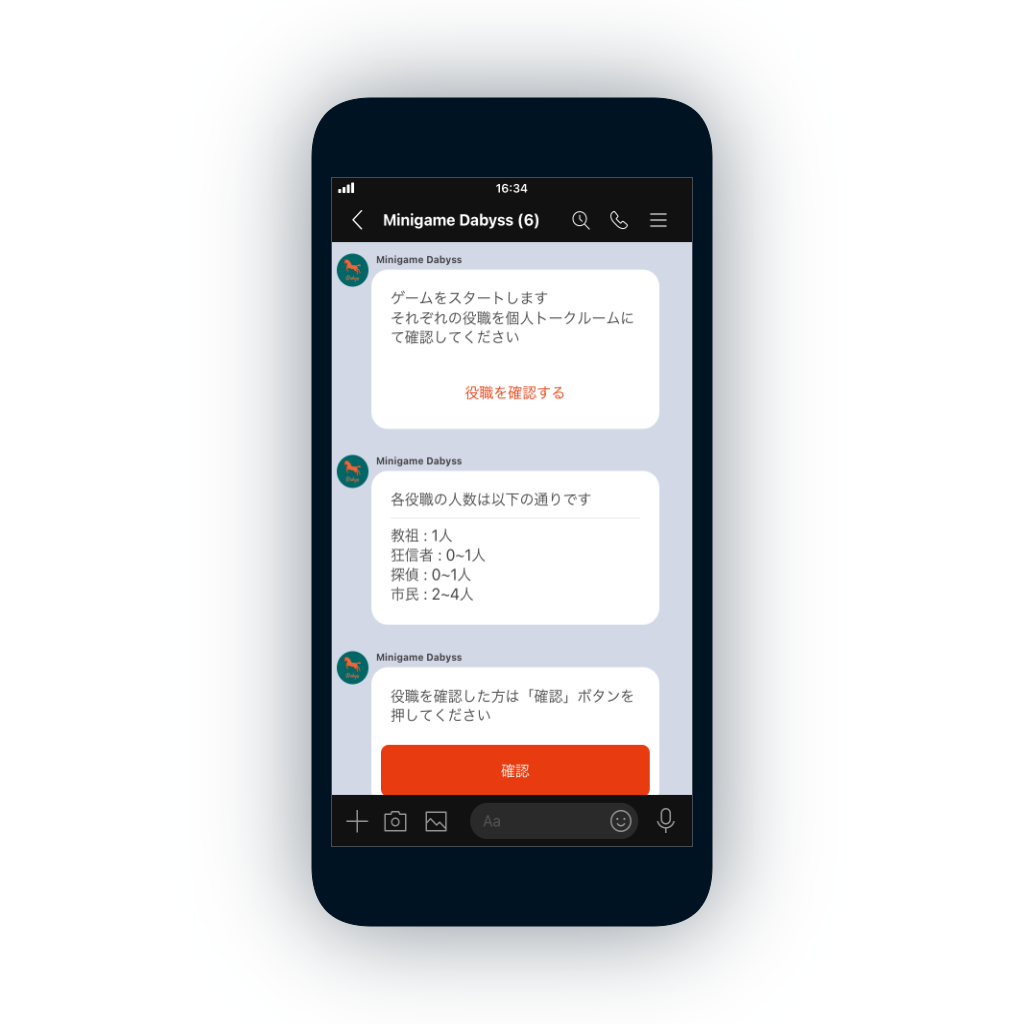 16:34
Minigame Dabyss (6)
Minigame Dabyss
ゲームをスタートします
それぞれの役職を個人トークルームに
て確認してください
役職を確認する
Minigame Dabyss
各役職の人数は以下の通りです
教祖 : 1人
狂信者 : 0~1人
探偵 : 0~1人
市民 : 2~4人
Minigame Dabyss
役職を確認した方は「確認」ボタンを
押してください
確認
Aa